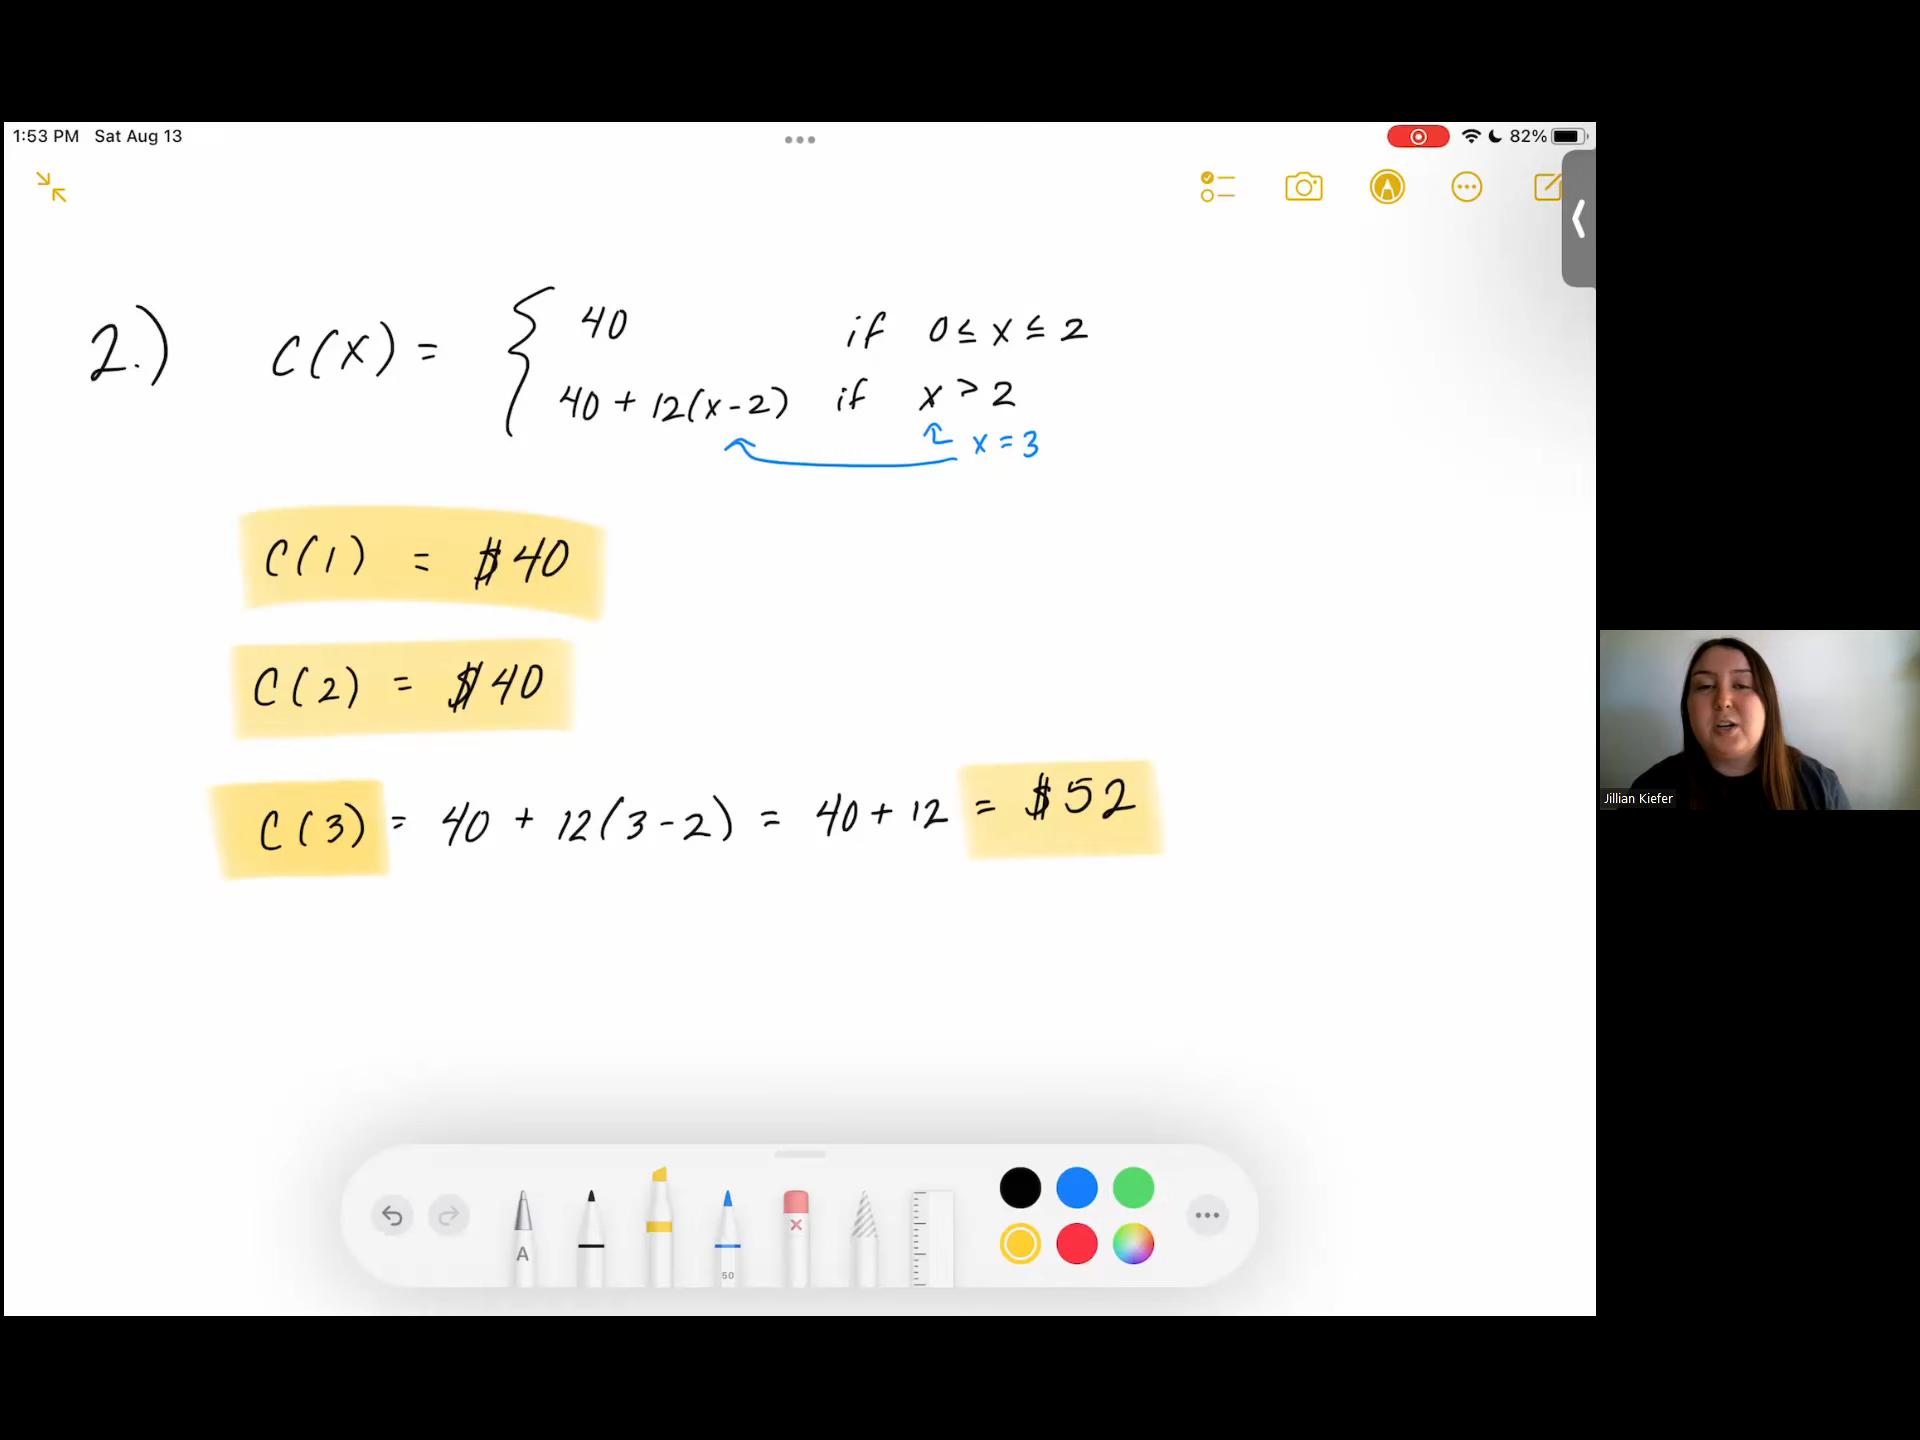 1:53 PM Sat Aug 13
82%
2.) C(x) = { 40 if 0 ≤ x ≤ 2
40 + 12(x-2) if x > 2
x = 3
C(1) = $40
C(2) = $40
C(3) = 40 + 12(3-2) = 40 + 12 = $52
Jillian Kiefer
A
50